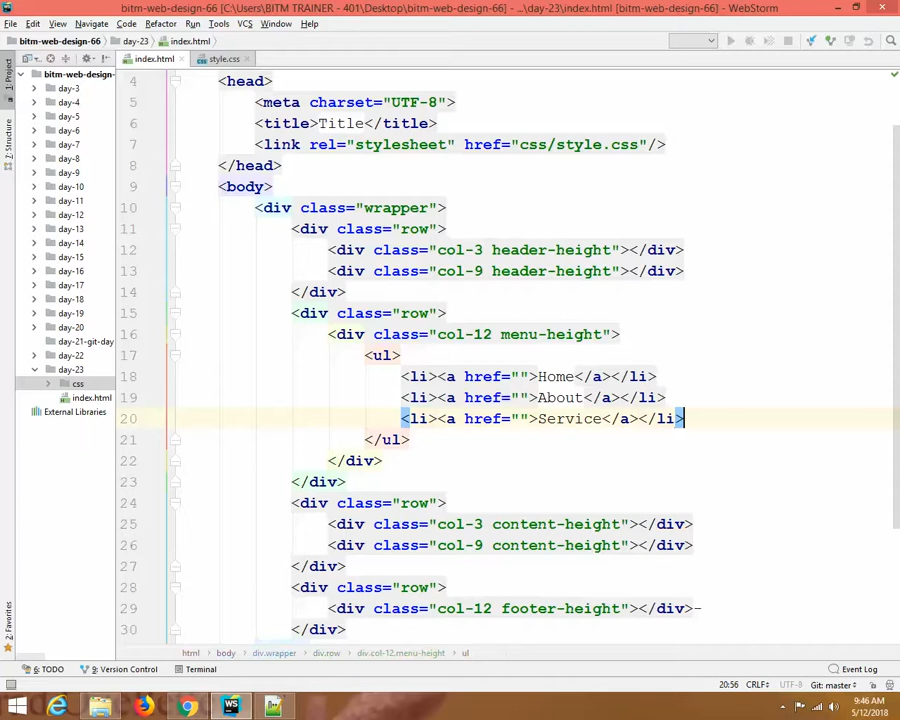 bitm-web-design-66 [C:\Users\BITM TRAINER - 401\Desktop\bitm-web-design-66] - ...\day-23\index.html [bitm-web-design-66] - WebStorm
File Edit View Navigate Code Refactor Run Tools VCS Window Help
bitm-web-design-66 day-23 index.html
index.html style.css
1: Project
7: Structure
2: Favorites
bitm-web-design-
day-3
day-4
day-5
day-6
day-7
day-8
day-9
day-10
day-11
day-12
day-13
day-14
day-15
day-16
day-17
day-18
day-19
day-20
day-21-git-day
day-22
day-23
css
index.html
External Libraries
4 <head>
5 <meta charset="UTF-8">
6 <title>Title</title>
7 <link rel="stylesheet" href="css/style.css"/>
8 </head>
9 <body>
10 <div class="wrapper">
11 <div class="row">
12 <div class="col-3 header-height"></div>
13 <div class="col-9 header-height"></div>
14 </div>
15 <div class="row">
16 <div class="col-12 menu-height">
17 <ul>
18 <li><a href="">Home</a></li>
19 <li><a href="">About</a></li>
20 <li><a href="">Service</a></li>
21 </ul>
22 </div>
23 </div>
24 <div class="row">
25 <div class="col-3 content-height"></div>
26 <div class="col-9 content-height"></div>
27 </div>
28 <div class="row">
29 <div class="col-12 footer-height"></div>-
30 </div>
html body div.wrapper div.row div.col-12.menu-height ul
6: TODO 9: Version Control Terminal Event Log
20:56 CRLF÷ UTF-8÷ Git: master÷
9:46 AM
5/12/2018